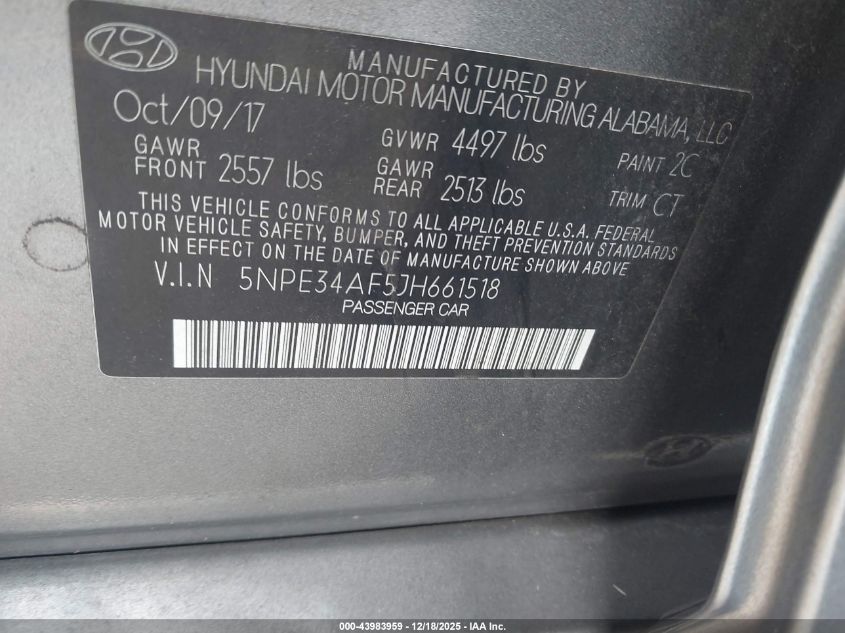 MANUFACTURED BY
HYUNDAI MOTOR MANUFACTURING ALABAMA, LLC
Oct/09/17
GAWR FRONT 2557 lbs
GVWR 4497 lbs
GAWR REAR 2513 lbs
PAINT 2C
TRIM CT
THIS VEHICLE CONFORMS TO ALL APPLICABLE U.S.A. FEDERAL
MOTOR VEHICLE SAFETY, BUMPER, AND THEFT PREVENTION STANDARDS
IN EFFECT ON THE DATE OF MANUFACTURE SHOWN ABOVE
V.I.N 5NPE34AF5JH661518
PASSENGER CAR
000-43983959 - 12/18/2025 - IAA Inc.